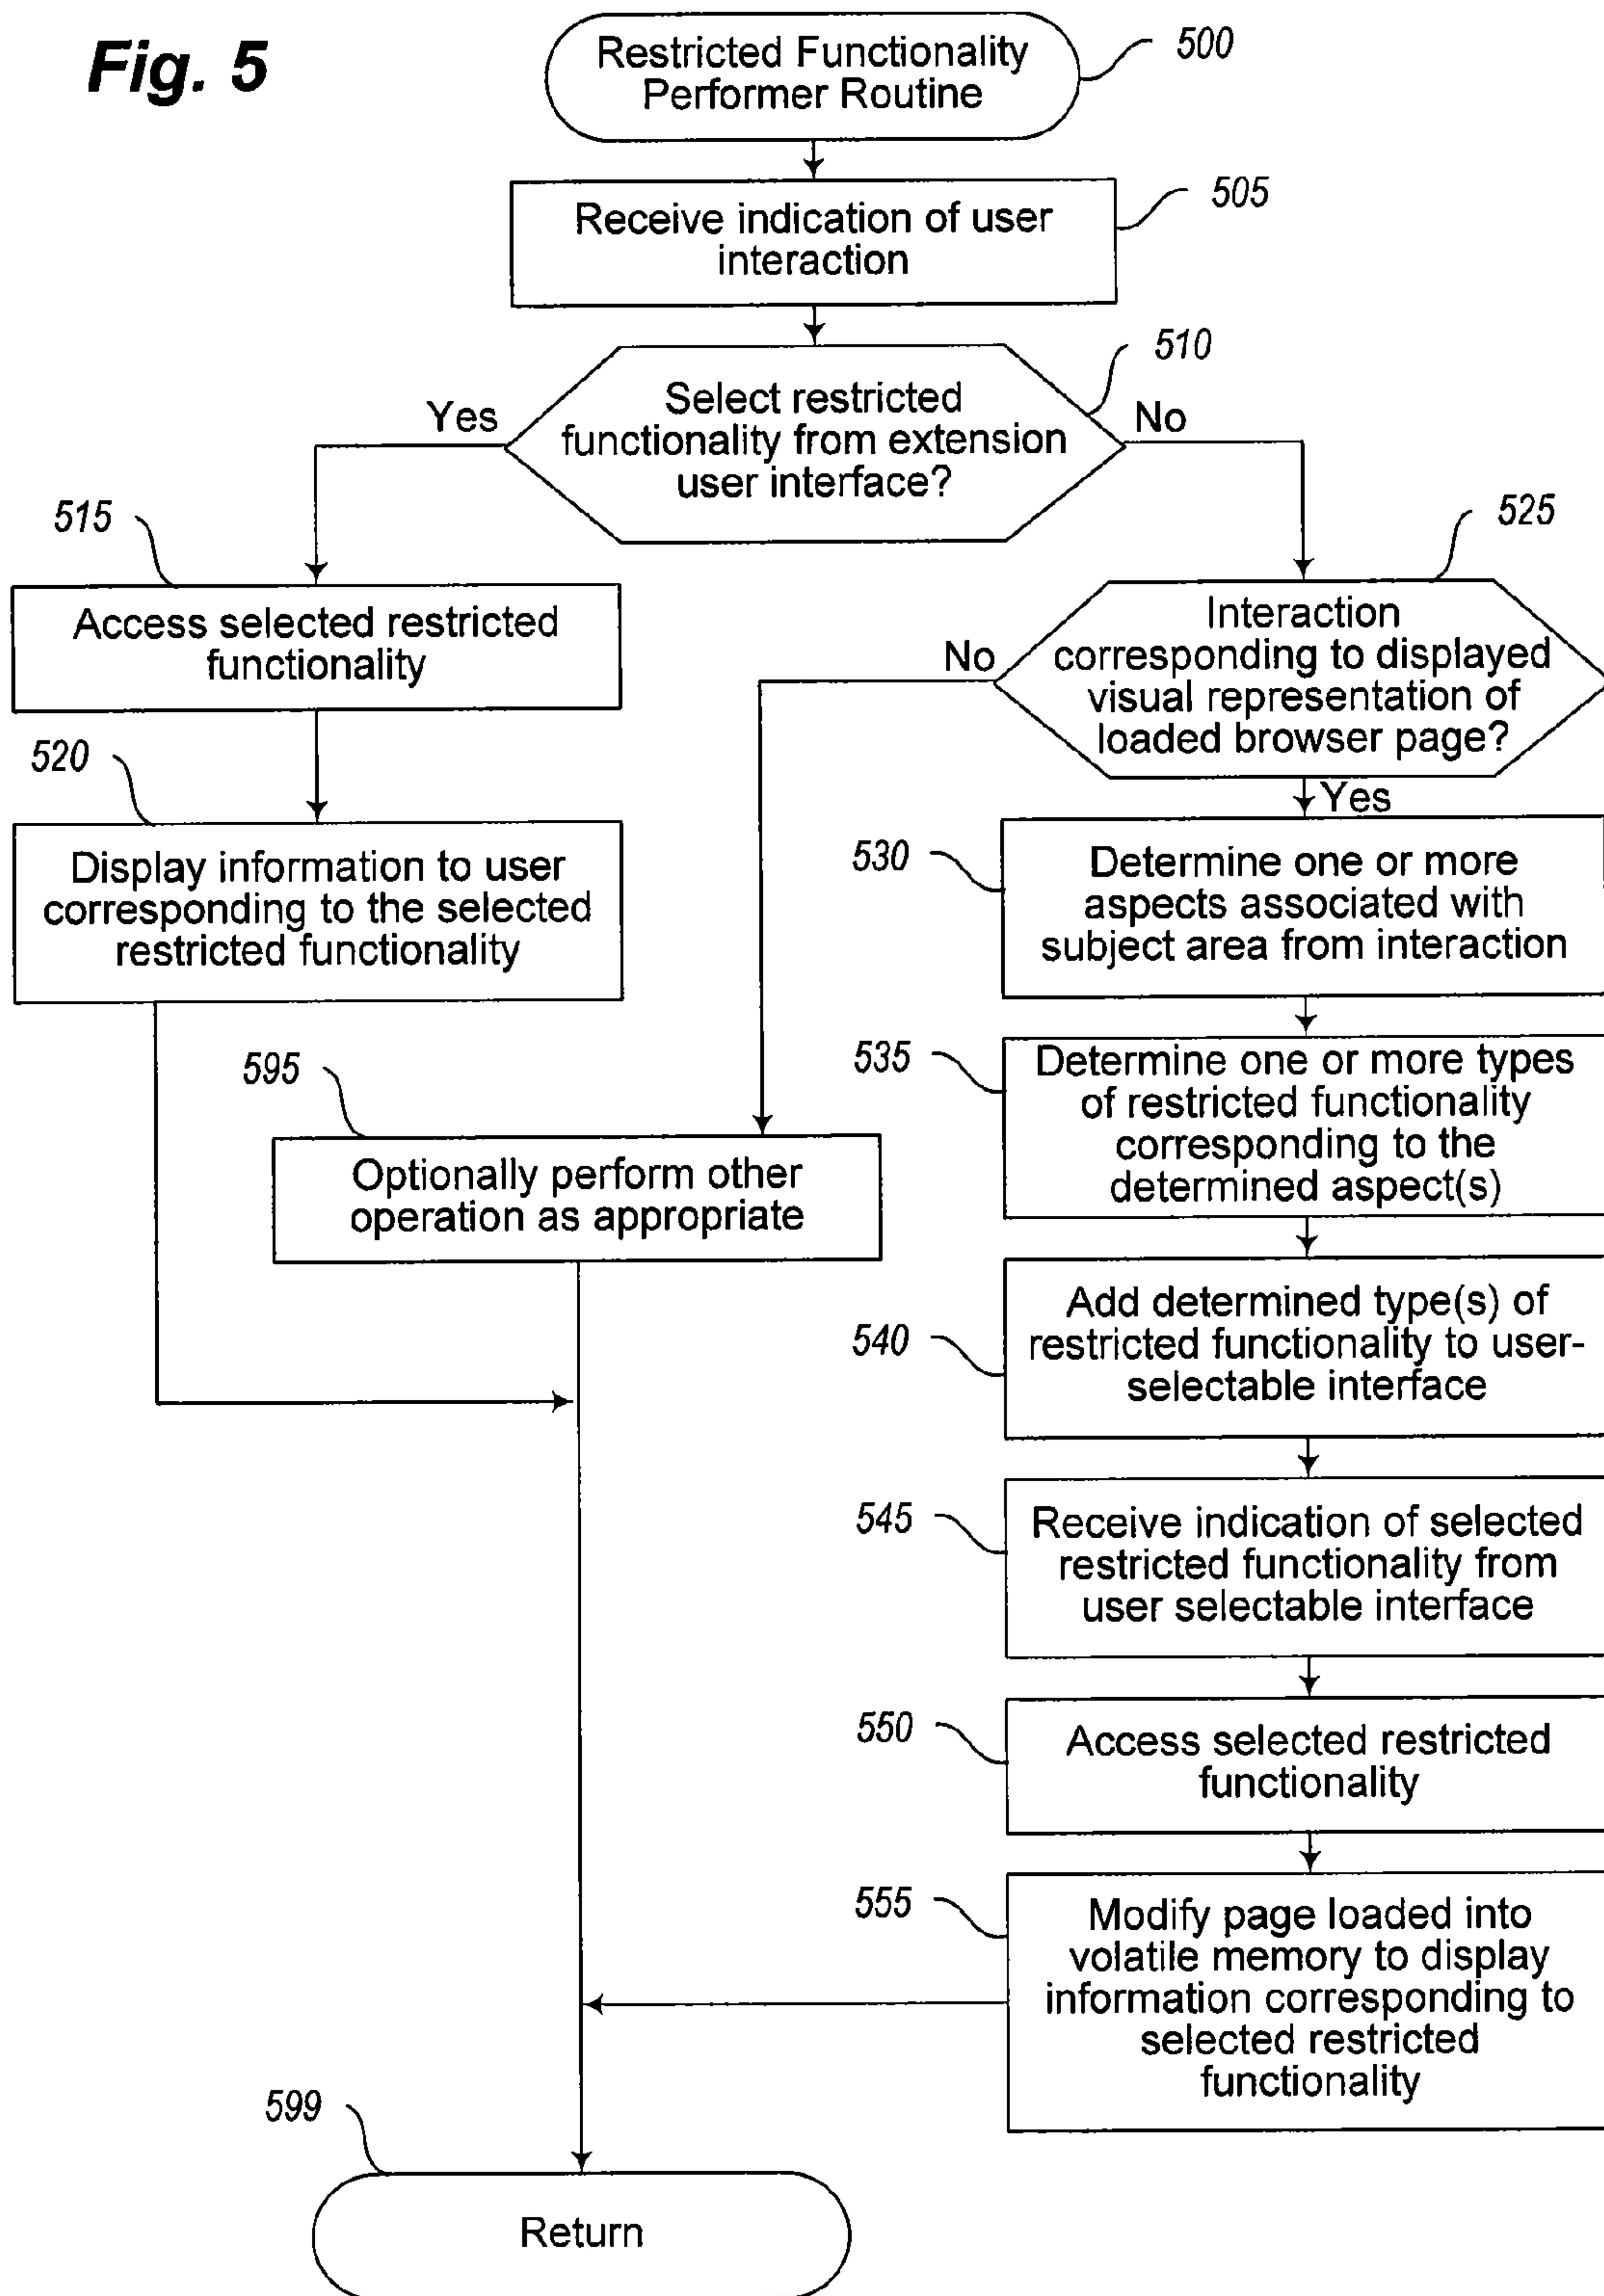 Fig. 5
Restricted Functionality
Performer Routine
500
Receive indication of user
interaction
505
Select restricted
functionality from extension
user interface?
510
Yes
No
515
Access selected restricted
functionality
525
Interaction
corresponding to displayed
visual representation of
loaded browser page?
No
Yes
520
Display information to user
corresponding to the selected
restricted functionality
530
Determine one or more
aspects associated with
subject area from interaction
535
Determine one or more types
of restricted functionality
corresponding to the
determined aspect(s)
595
Optionally perform other
operation as appropriate
540
Add determined type(s) of
restricted functionality to user-
selectable interface
545
Receive indication of selected
restricted functionality from
user selectable interface
550
Access selected restricted
functionality
555
Modify page loaded into
volatile memory to display
information corresponding to
selected restricted
functionality
599
Return